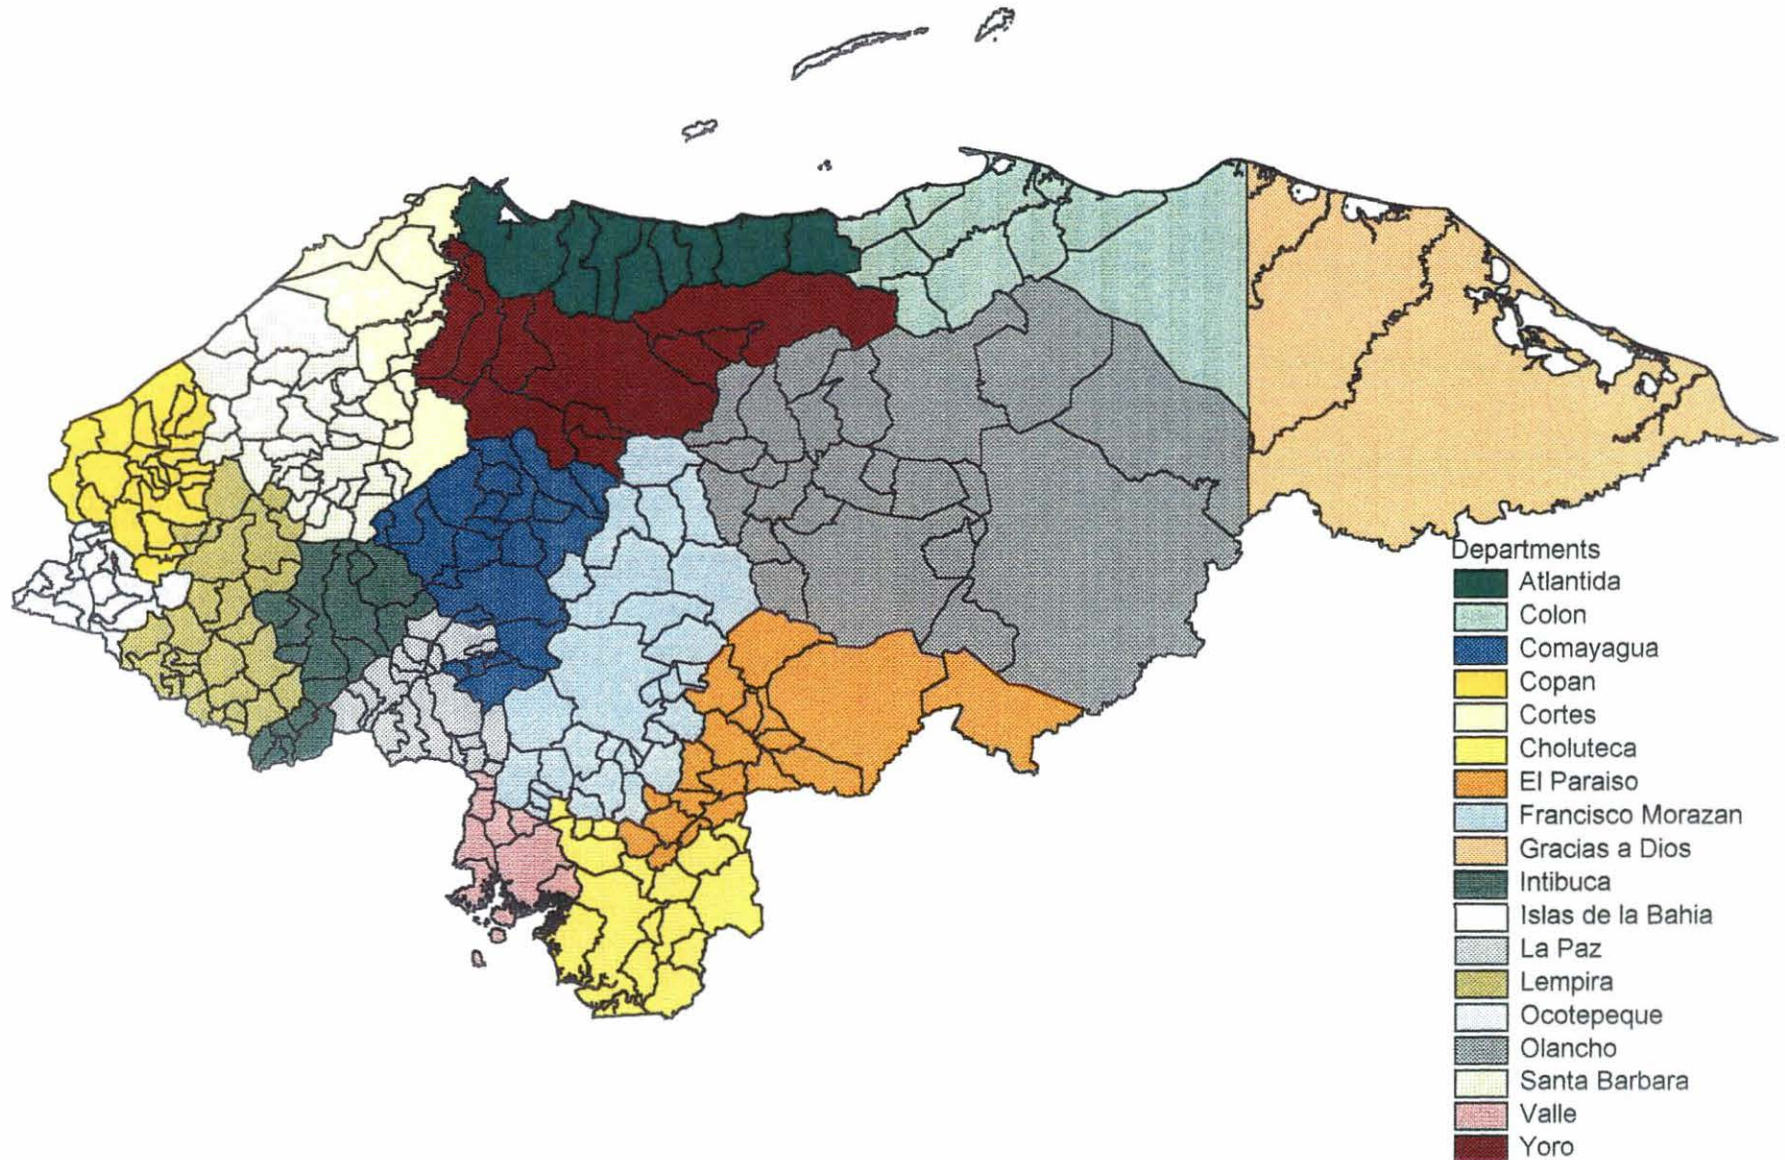 Departments
Atlantida
Colon
Comayagua
Copan
Cortes
Choluteca
El Paraiso
Francisco Morazan
Gracias a Dios
Intibuca
Islas de la Bahia
La Paz
Lempira
Ocotepeque
Olancho
Santa Barbara
Valle
Yoro